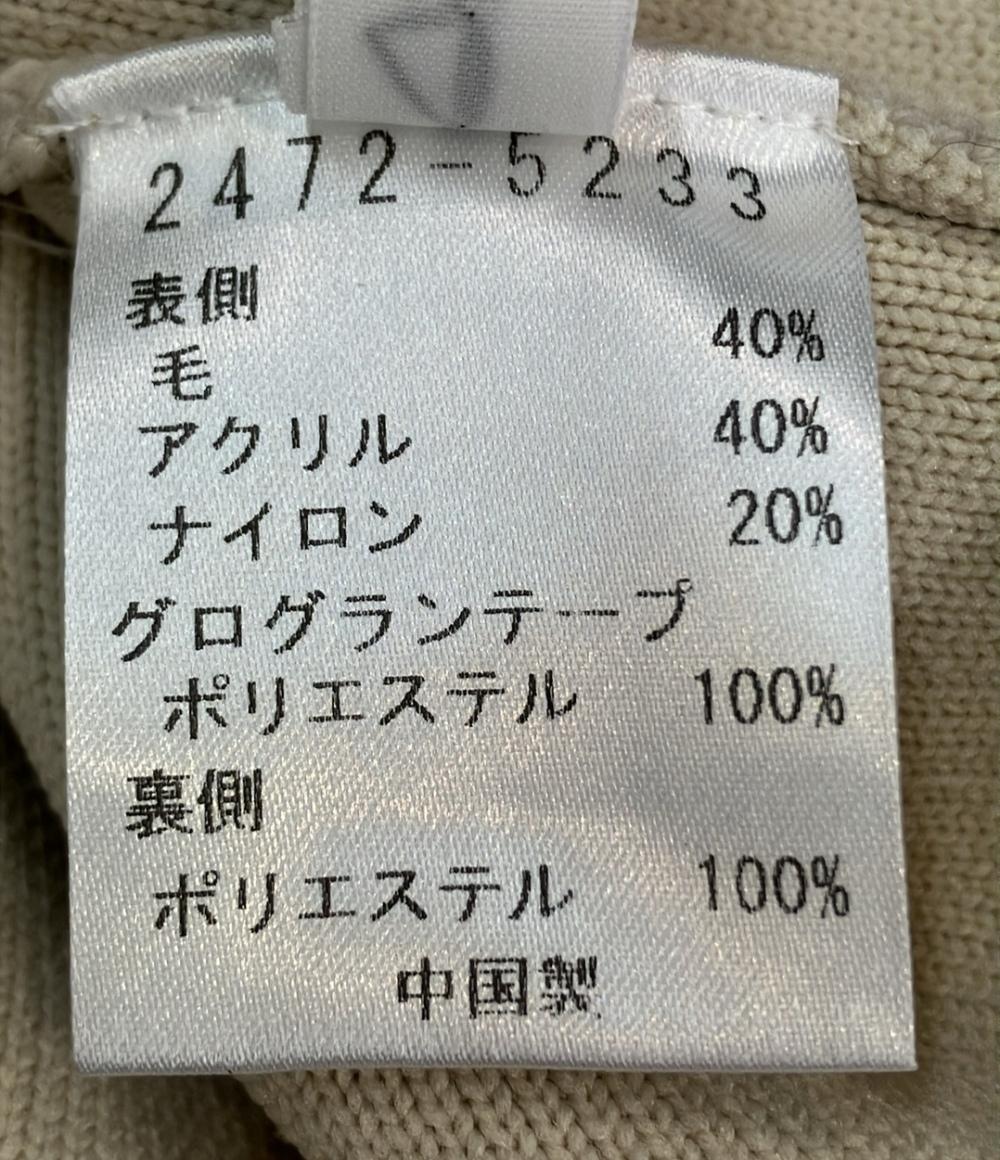 2472-5233
表側
毛 40%
アクリル 40%
ナイロン 20%
グログランテープ
ポリエステル 100%
裏側
ポリエステル 100%
中国製